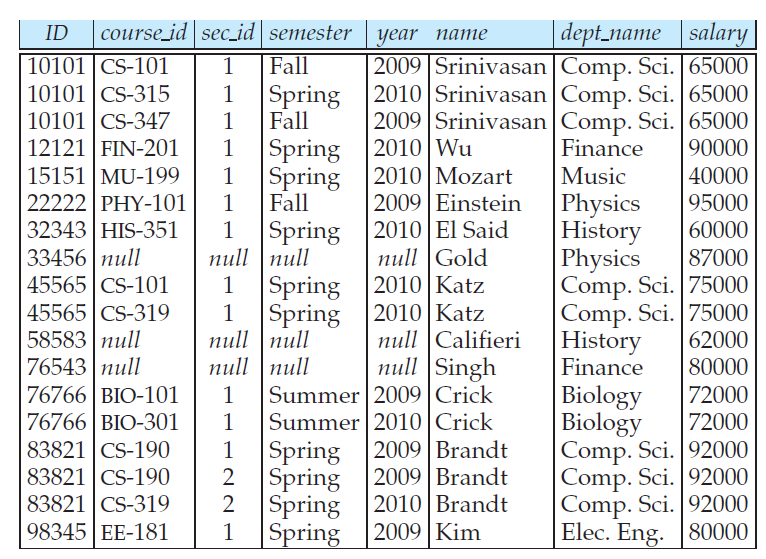 ID course_id sec_id semester year name dept_name salary
10101 CS-101 1 Fall 2009 Srinivasan Comp. Sci. 65000
10101 CS-315 1 Spring 2010 Srinivasan Comp. Sci. 65000
10101 CS-347 1 Fall 2009 Srinivasan Comp. Sci. 65000
12121 FIN-201 1 Spring 2010 Wu Finance 90000
15151 MU-199 1 Spring 2010 Mozart Music 40000
22222 PHY-101 1 Fall 2009 Einstein Physics 95000
32343 HIS-351 1 Spring 2010 El Said History 60000
33456 null null null null Gold Physics 87000
45565 CS-101 1 Spring 2010 Katz Comp. Sci. 75000
45565 CS-319 1 Spring 2010 Katz Comp. Sci. 75000
58583 null null null null Califieri History 62000
76543 null null null null Singh Finance 80000
76766 BIO-101 1 Summer 2009 Crick Biology 72000
76766 BIO-301 1 Summer 2010 Crick Biology 72000
83821 CS-190 1 Spring 2009 Brandt Comp. Sci. 92000
83821 CS-190 2 Spring 2009 Brandt Comp. Sci. 92000
83821 CS-319 2 Spring 2010 Brandt Comp. Sci. 92000
98345 EE-181 1 Spring 2009 Kim Elec. Eng. 80000